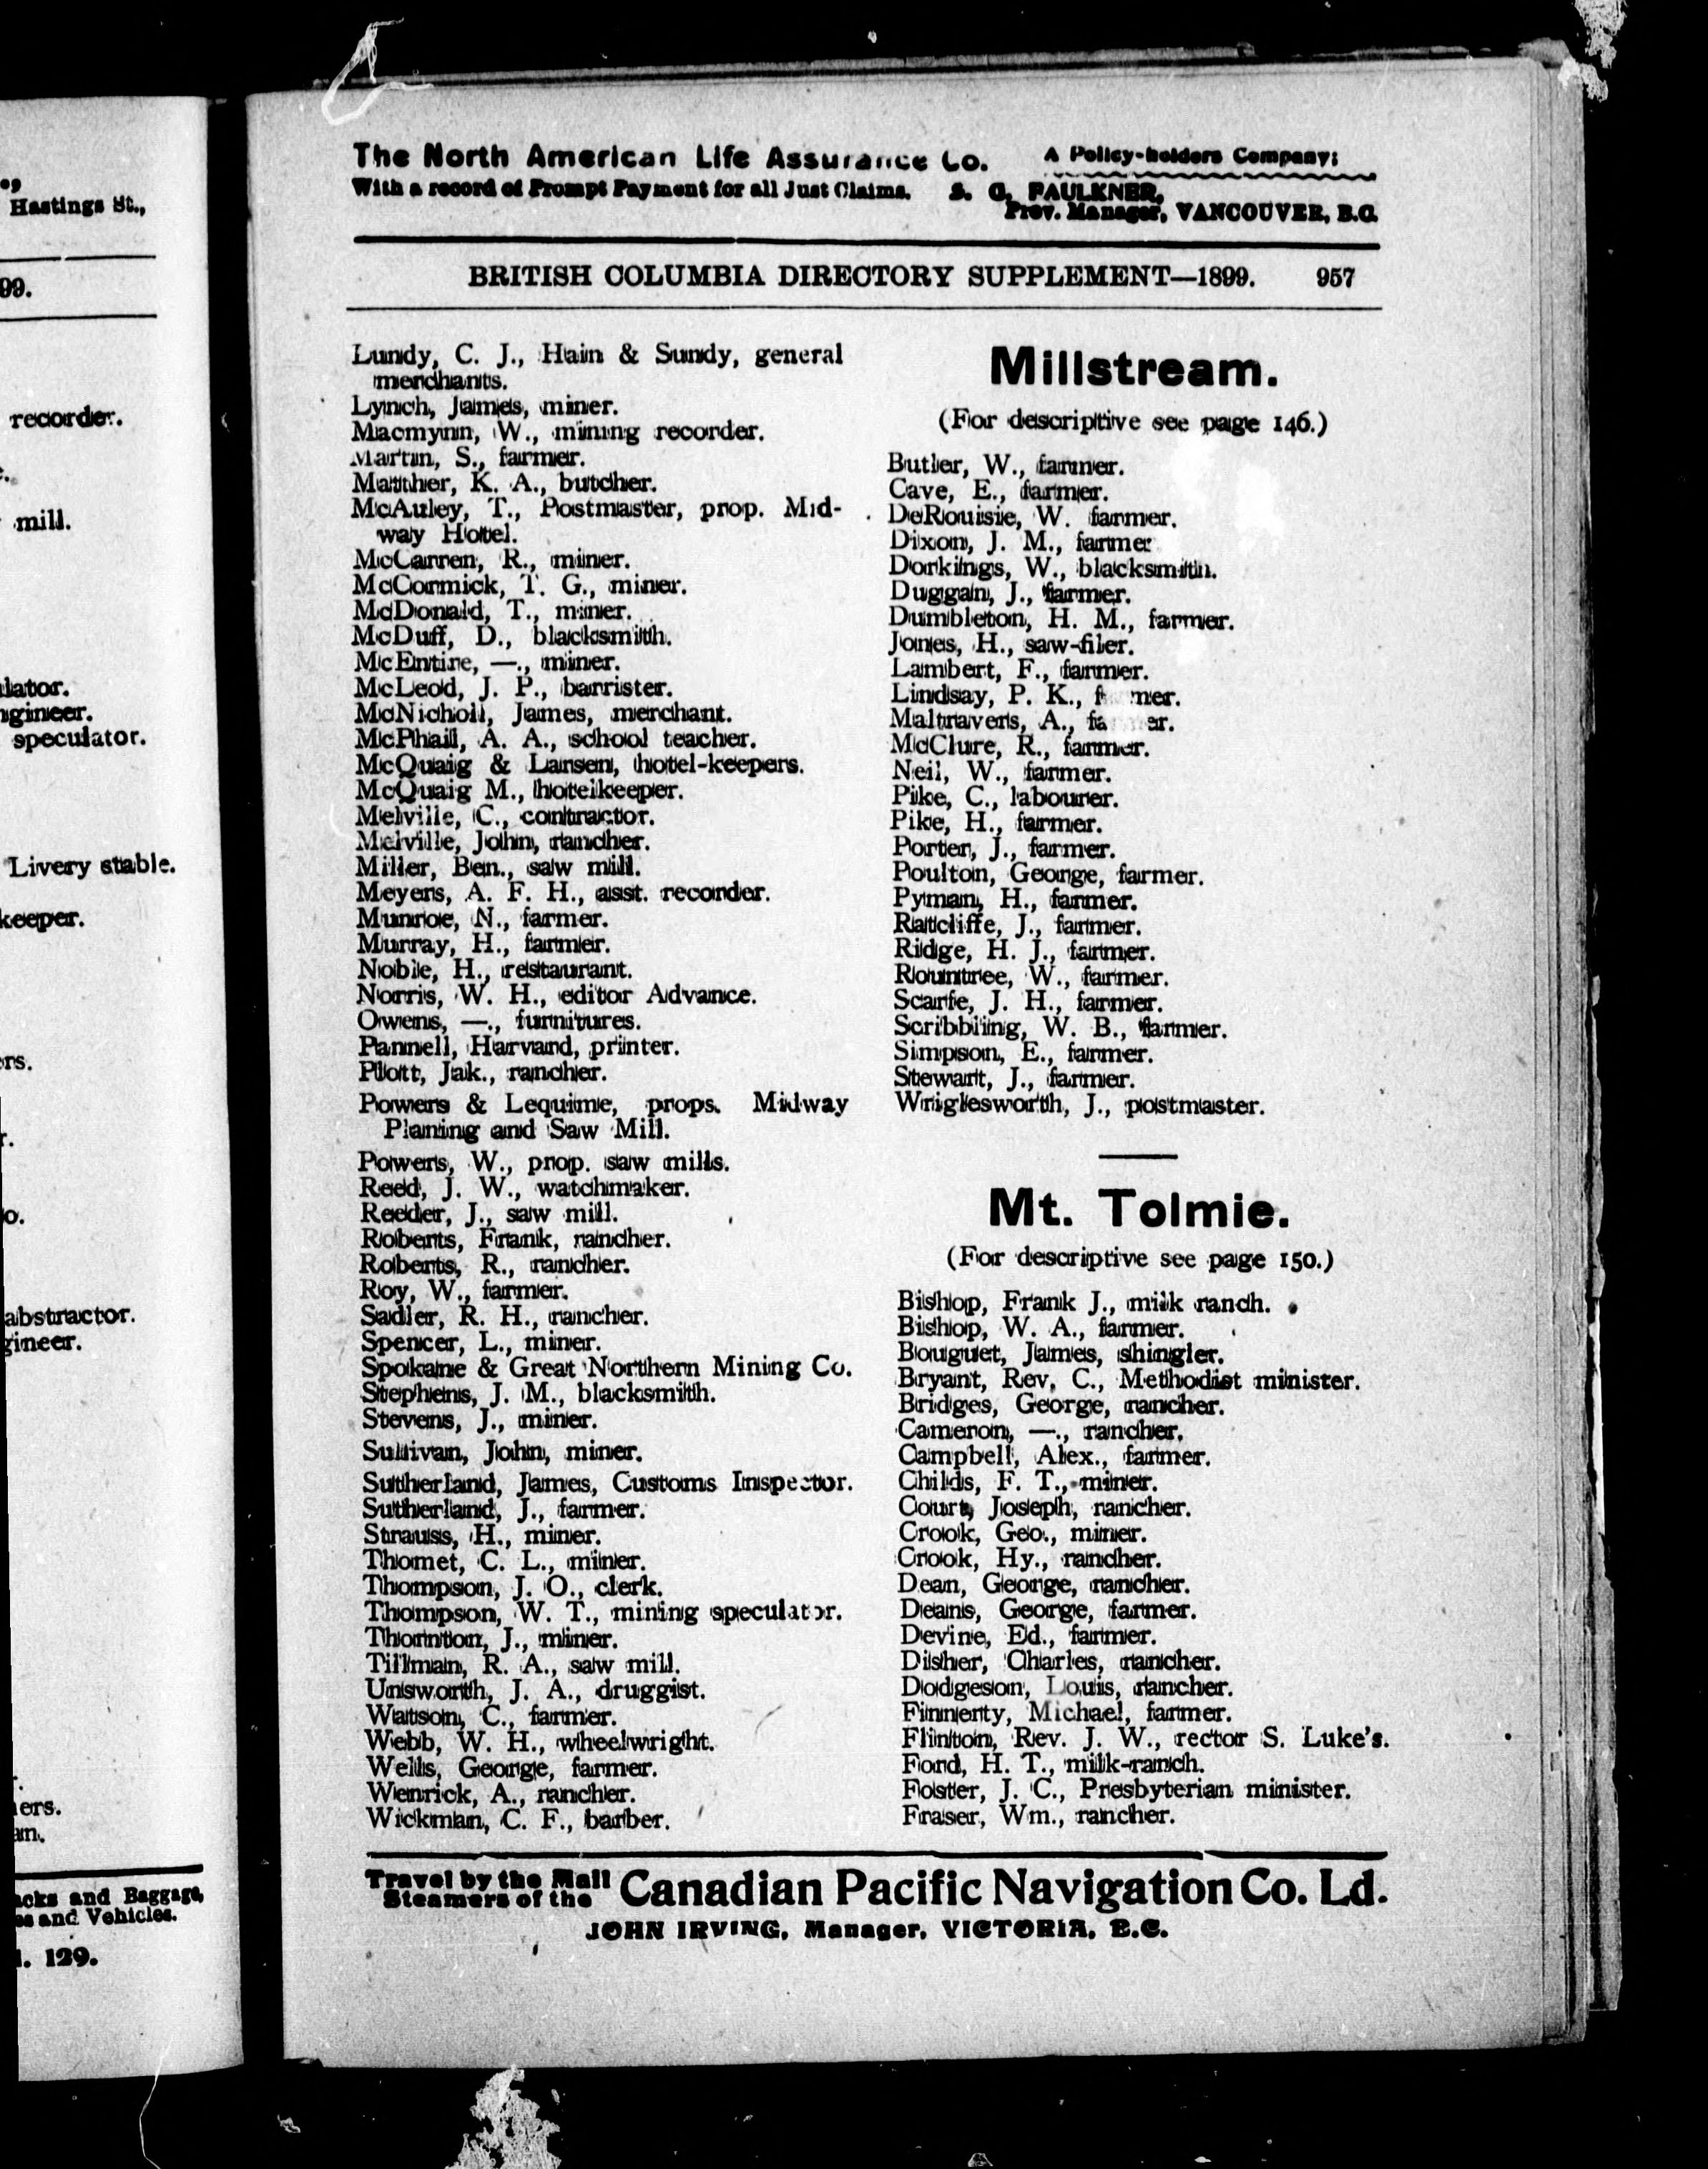 Hastings St.,
99.
recorder.
mill.
lator.
ngineer.
speculator.
Livery stable.
keeper.
ers.
r.
o.
abstractor.
gineer.
ers.
am.
acks and Baggage,
es and Vehicles.
129.
The North American Life Assurance Co. A Policy-holders Company;
With a record of Prompt Payment for all Just Claims. S. G. FAULKNER,
Prov. Manager, VANCOUVER, B.C.
BRITISH COLUMBIA DIRECTORY SUPPLEMENT—1899. 957
Lundy, C. J., Hain & Sundy, general
merchants.
Lynch, James, miner.
Macmynn, W., mining recorder.
Martin, S., farmer.
Matther, K. A., butcher.
McAuley, T., Postmaster, prop. Mid-
way Hotel.
McCarren, R., miner.
McCormick, T. G., miner.
McDonald, T., miner.
McDuff, D., blacksmith.
McEntire, —., miner.
McLeod, J. P., barrister.
McNicholl, James, merchant.
McPhail, A. A., school teacher.
McQuaig & Larsen, hotel-keepers.
McQuaig M., hotelkeeper.
Melville, C., contractor.
Melville, John, rancher.
Miller, Ben., saw mill.
Meyers, A. F. H., asst. recorder.
Munroe, N., farmer.
Murray, H., farmer.
Noble, H., restaurant.
Norris, W. H., editor Advance.
Owens, —., furnitures.
Pannell, Harvand, printer.
Plott, Jak., rancher.
Powers & Lequime, props. Midway
Planing and Saw Mill.
Powers, W., prop. saw mills.
Reed, J. W., watchmaker.
Reeder, J., saw mill.
Roberts, Frank, rancher.
Roberts, R., rancher.
Roy, W., farmer.
Sadler, R. H., rancher.
Spencer, L., miner.
Spokane & Great Northern Mining Co.
Stephens, J. M., blacksmith.
Stevens, J., miner.
Sullivan, John, miner.
Sutherland, James, Customs Inspector.
Sutherland, J., farmer.
Strauss, H., miner.
Thomet, C. L., miner.
Thompson, J. O., clerk.
Thompson, W. T., mining speculator.
Thornton, J., miner.
Tillman, R. A., saw mill.
Unsworth, J. A., druggist.
Watson, C., farmer.
Webb, W. H., wheelwright.
Wells, George, farmer.
Wenrick, A., rancher.
Wickman, C. F., barber.
Millstream.
(For descriptive see page 146.)
Butler, W., farmer.
Cave, E., farmer.
DeRouisie, W. farmer.
Dixon, J. M., farmer
Dorkings, W., blacksmith.
Duggan, J., farmer.
Dumbleton, H. M., farmer.
Jones, H., saw-filer.
Lambert, F., farmer.
Lindsay, P. K., f mer.
Maltravers, A., fa er.
McClure, R., farmer.
Neil, W., farmer.
Pike, C., labourer.
Pike, H., farmer.
Porter, J., farmer.
Poulton, George, farmer.
Pyman, H., farmer.
Ratcliffe, J., farmer.
Ridge, H. J., farmer.
Rountree, W., farmer.
Scarfe, J. H., farmer.
Scribbling, W. B., farmer.
Simpson, E., farmer.
Stewart, J., farmer.
Wriglesworth, J., postmaster.
Mt. Tolmie.
(For descriptive see page 150.)
Bishop, Frank J., milk ranch.
Bishop, W. A., farmer.
Bouguet, James, shingler.
Bryant, Rev. C., Methodist minister.
Bridges, George, rancher.
Cameron, —., rancher.
Campbell, Alex., farmer.
Childs, F. T., miner.
Court, Joseph, rancher.
Crook, Geo., miner.
Crook, Hy., rancher.
Dean, George, rancher.
Deans, George, farmer.
Devine, Ed., farmer.
Disher, Charles, rancher.
Dodgeson, Louis, rancher.
Finnerty, Michael, farmer.
Flinton, Rev. J. W., rector S. Luke's.
Ford, H. T., milk-ranch.
Foster, J. C., Presbyterian minister.
Fraser, Wm., rancher.
Travel by the Mail
Steamers of the Canadian Pacific Navigation Co. Ld.
JOHN IRVING, Manager, VICTORIA, B.C.